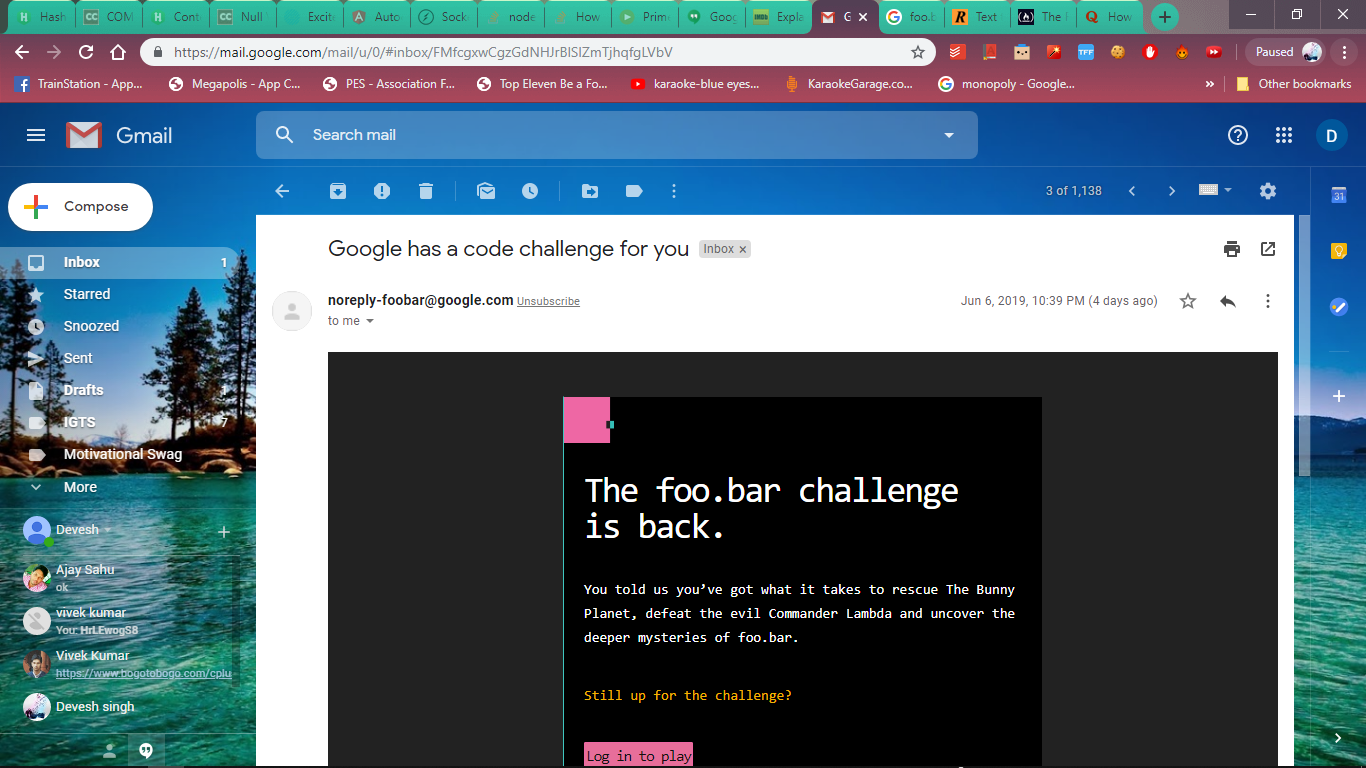 Hash
COM
Cont
Null
Excite
Auto
Sock
node
How
Prime
Goog
Expla
G
foo.b
Text
The
How
Paused
https://mail.google.com/mail/u/0/#inbox/FMfcgxwCgzGdNHJrBlSlZmTjhqfgLVbV
TrainStation - App...
Megapolis - App C...
PES - Association F...
Top Eleven Be a Fo...
karaoke-blue eyes...
KaraokeGarage.co...
monopoly - Google...
»
Other bookmarks
Gmail
Search mail
D
Compose
3 of 1,138
Inbox 1
Starred
Snoozed
Sent
Drafts 1
IGTS 7
Motivational Swag
More
Devesh
Ajay Sahu
ok
vivek kumar
You: HrLEwogS8
Vivek Kumar
https://www.bogotobogo.com/cplu
Devesh singh
Google has a code challenge for you Inbox ×
noreply-foobar@google.com Unsubscribe
Jun 6, 2019, 10:39 PM (4 days ago)
to me
The foo.bar challenge
is back.
You told us you’ve got what it takes to rescue The Bunny
Planet, defeat the evil Commander Lambda and uncover the
deeper mysteries of foo.bar.
Still up for the challenge?
Log in to play
31